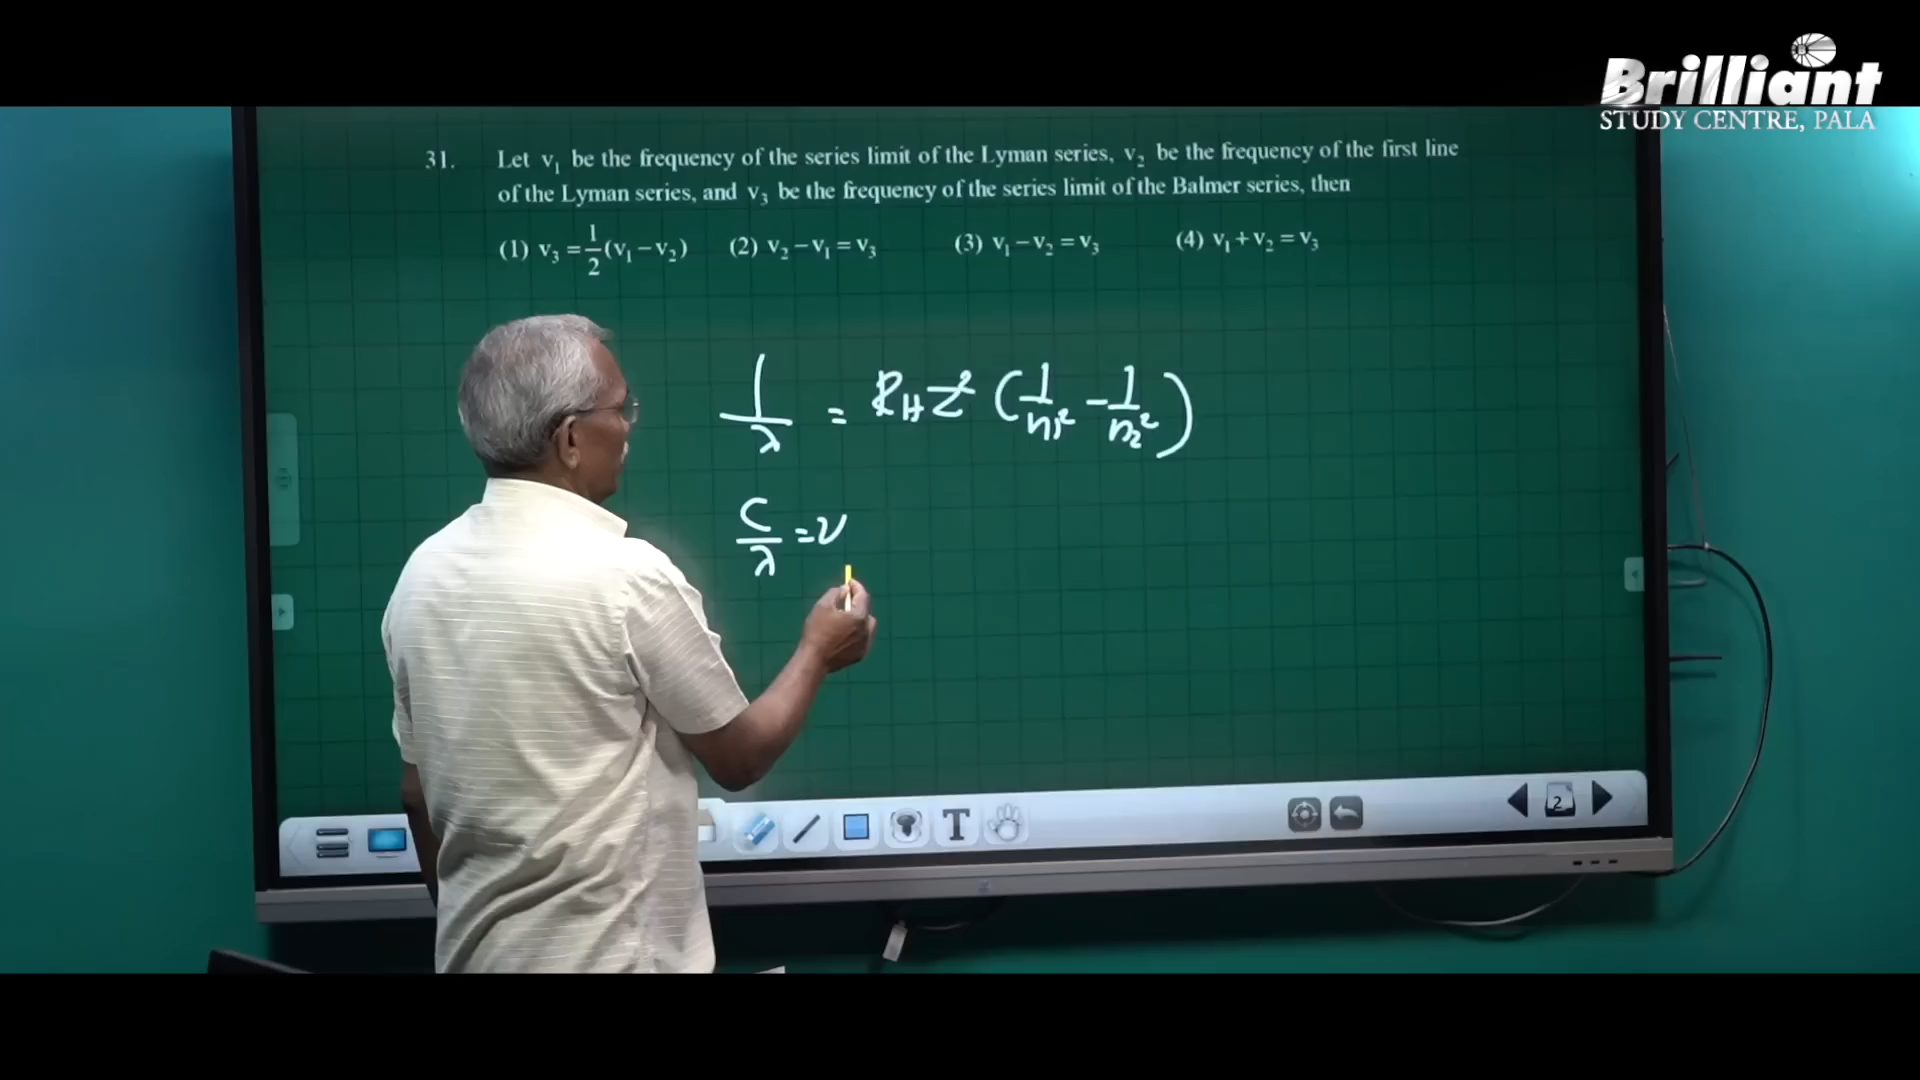 Brilliant
STUDY CENTRE, PALA
31. Let v₁ be the frequency of the series limit of the Lyman series, v₂ be the frequency of the first line
of the Lyman series, and v₃ be the frequency of the series limit of the Balmer series, then
(1) v₃ = 1/2 (v₁ − v₂) (2) v₂ − v₁ = v₃ (3) v₁ − v₂ = v₃ (4) v₁ + v₂ = v₃
1/λ = R_H Z² (1/n₁² − 1/n₂²)
C/λ = ν
T
2